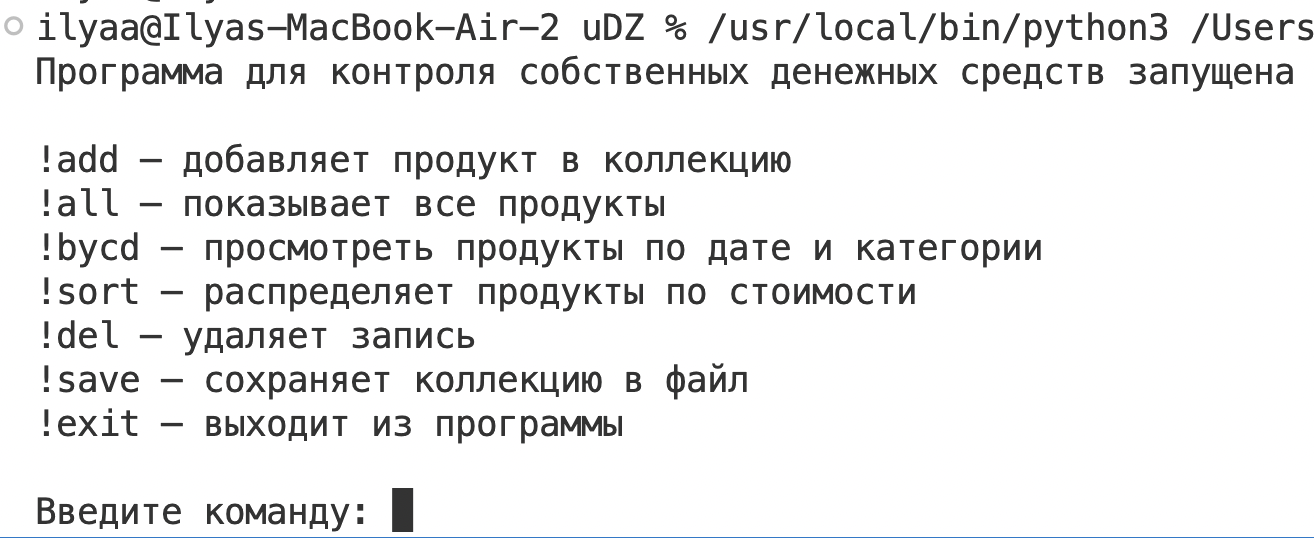 ilyaa@Ilyas-MacBook-Air-2 uDZ % /usr/local/bin/python3 /Users
Программа для контроля собственных денежных средств запущена
!add – добавляет продукт в коллекцию
!all – показывает все продукты
!bycd – просмотреть продукты по дате и категории
!sort – распределяет продукты по стоимости
!del – удаляет запись
!save – сохраняет коллекцию в файл
!exit – выходит из программы
Введите команду: